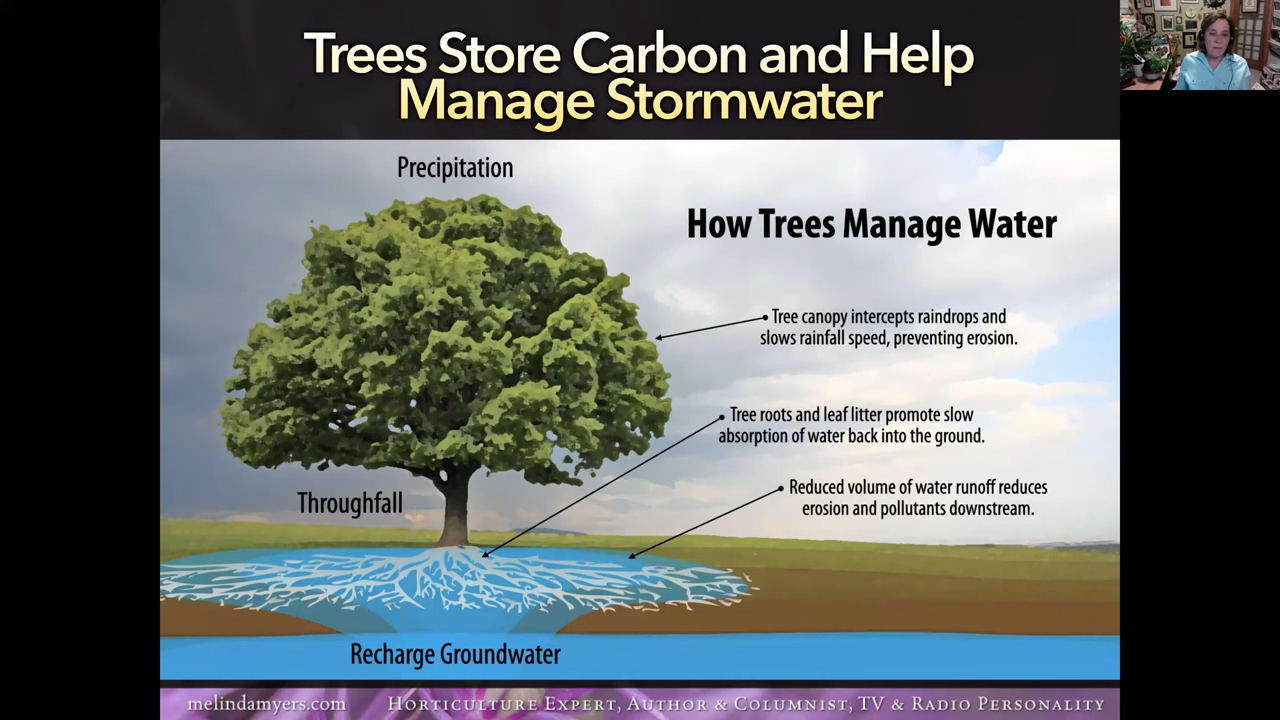 Trees Store Carbon and Help
Manage Stormwater
Precipitation
How Trees Manage Water
Tree canopy intercepts raindrops and
slows rainfall speed, preventing erosion.
Tree roots and leaf litter promote slow
absorption of water back into the ground.
Reduced volume of water runoff reduces
erosion and pollutants downstream.
Throughfall
Recharge Groundwater
melindamyers.com Horticulture Expert, Author & Columnist, TV & Radio Personality